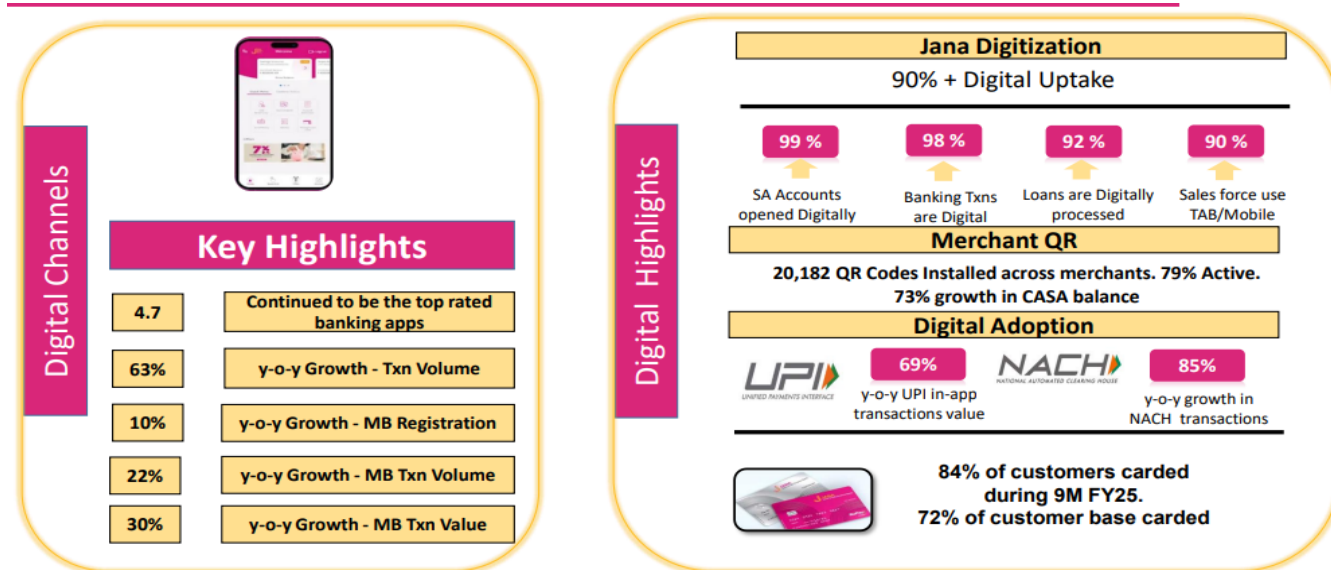 Digital Channels
Key Highlights
4.7
Continued to be the top rated
banking apps
63%
y-o-y Growth - Txn Volume
10%
y-o-y Growth - MB Registration
22%
y-o-y Growth - MB Txn Volume
30%
y-o-y Growth - MB Txn Value
Digital Highlights
Jana Digitization
90% + Digital Uptake
99 %
98 %
92 %
90 %
SA Accounts
opened Digitally
Banking Txns
are Digital
Loans are Digitally
processed
Sales force use
TAB/Mobile
Merchant QR
20,182 QR Codes Installed across merchants. 79% Active.
73% growth in CASA balance
Digital Adoption
UPI
UNIFIED PAYMENTS INTERFACE
69%
y-o-y UPI in-app
transactions value
NACH
NATIONAL AUTOMATED CLEARING HOUSE
85%
y-o-y growth in
NACH transactions
84% of customers carded
during 9M FY25.
72% of customer base carded